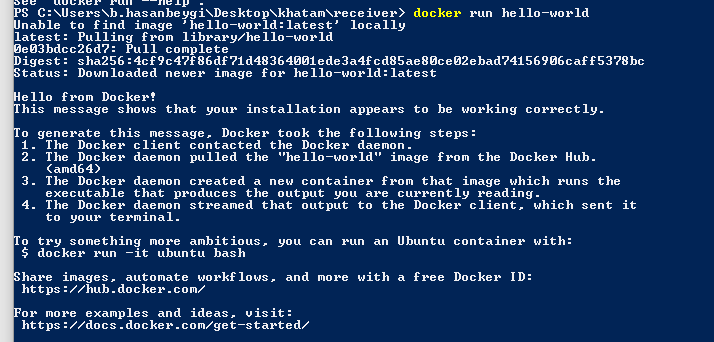 See 'docker run --help'.
PS C:\Users\b.hasanbeygi\Desktop\khatam\receiver> docker run hello-world
Unable to find image 'hello-world:latest' locally
latest: Pulling from library/hello-world
0e03bdcc26d7: Pull complete
Digest: sha256:4cf9c47f86df71d48364001ede3a4fcd85ae80ce02ebad74156906caff5378bc
Status: Downloaded newer image for hello-world:latest
Hello from Docker!
This message shows that your installation appears to be working correctly.
To generate this message, Docker took the following steps:
1. The Docker client contacted the Docker daemon.
2. The Docker daemon pulled the "hello-world" image from the Docker Hub.
(amd64)
3. The Docker daemon created a new container from that image which runs the
executable that produces the output you are currently reading.
4. The Docker daemon streamed that output to the Docker client, which sent it
to your terminal.
To try something more ambitious, you can run an Ubuntu container with:
$ docker run -it ubuntu bash
Share images, automate workflows, and more with a free Docker ID:
https://hub.docker.com/
For more examples and ideas, visit:
https://docs.docker.com/get-started/